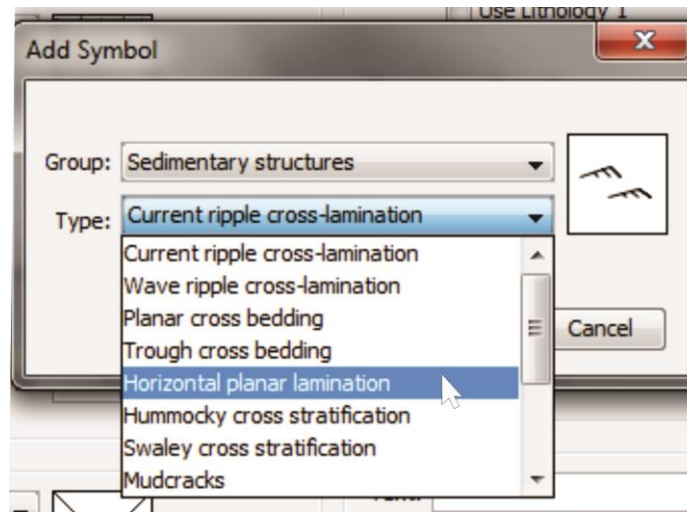 Use Lithology 1
Add Symbol
Group: Sedimentary structures
Type: Current ripple cross-lamination
Current ripple cross-lamination
Wave ripple cross-lamination
Planar cross bedding
Trough cross bedding
Horizontal planar lamination
Hummocky cross stratification
Swaley cross stratification
Mudcracks
Cancel